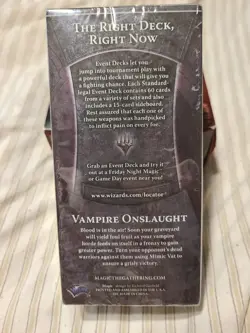 THE RIGHT DECK,
RIGHT NOW
Event Decks let you
jump into tournament play with
a powerful deck that will give you
a fighting chance. Each Standard-
legal Event Deck contains 60 cards
from a variety of sets and also
includes a 15-card sideboard.
Rest assured that each one of
these weapons was handpicked
to inflict pain on every foe.
Grab an Event Deck and try it
out at a Friday Night Magic
or Game Day event near you!
www.wizards.com/locator
VAMPIRE ONSLAUGHT
Blood is in the air! Soon your graveyard
will yield foul fruit as your vampire
horde feeds on itself in a frenzy to gain
greater power. Turn your opponent's dead
warriors against them using Mimic Vat to
ensure a grisly victory.
MAGICTHEGATHERING.COM